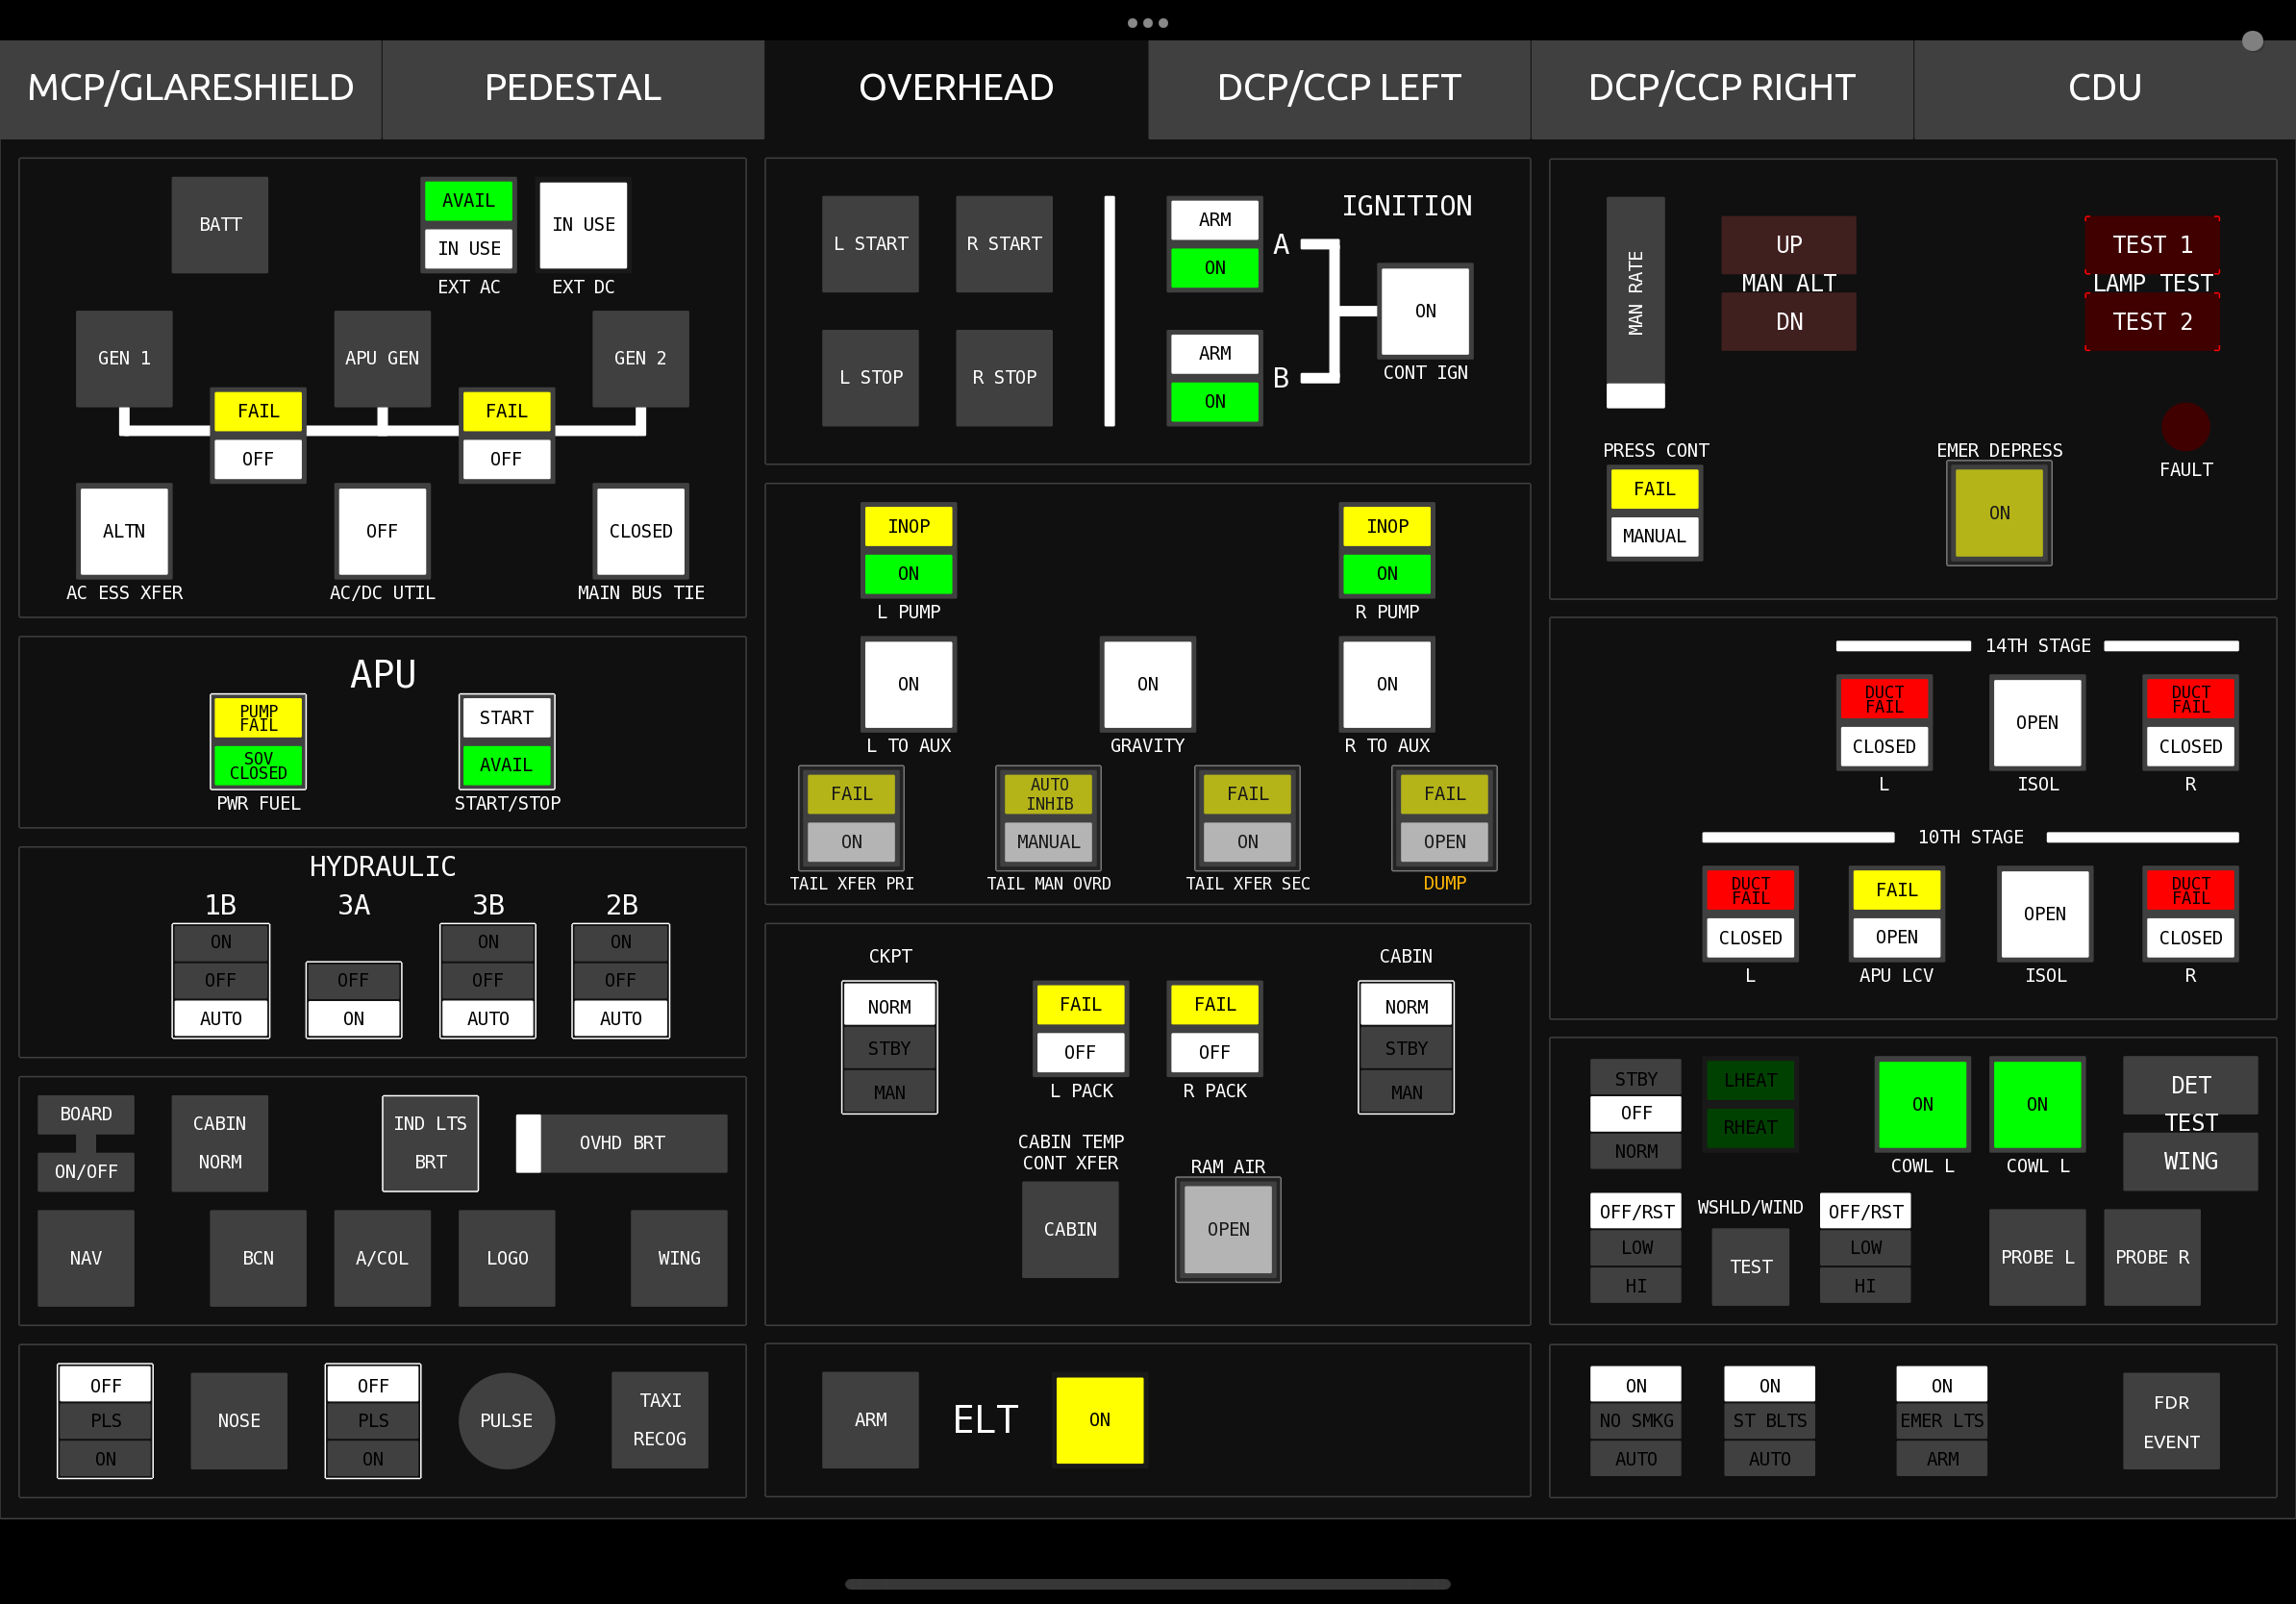 MCP/GLARESHIELD
PEDESTAL
OVERHEAD
DCP/CCP LEFT
DCP/CCP RIGHT
CDU
BATT
AVAIL
IN USE
EXT AC
IN USE
EXT DC
GEN 1
APU GEN
GEN 2
FAIL
OFF
FAIL
OFF
ALTN
AC ESS XFER
OFF
AC/DC UTIL
CLOSED
MAIN BUS TIE
APU
PUMP
FAIL
SOV
CLOSED
PWR FUEL
START
AVAIL
START/STOP
HYDRAULIC
1B
3A
3B
2B
ON
OFF
AUTO
OFF
ON
ON
OFF
AUTO
ON
OFF
AUTO
BOARD
ON/OFF
CABIN
NORM
IND LTS
BRT
OVHD BRT
NAV
BCN
A/COL
LOGO
WING
OFF
PLS
ON
NOSE
OFF
PLS
ON
PULSE
TAXI
RECOG
L START
R START
L STOP
R STOP
IGNITION
ARM
ON
A
ARM
ON
B
ON
CONT IGN
INOP
ON
L PUMP
INOP
ON
R PUMP
ON
L TO AUX
ON
GRAVITY
ON
R TO AUX
FAIL
ON
TAIL XFER PRI
AUTO
INHIB
MANUAL
TAIL MAN OVRD
FAIL
ON
TAIL XFER SEC
FAIL
OPEN
DUMP
CKPT
NORM
STBY
MAN
FAIL
OFF
L PACK
FAIL
OFF
R PACK
CABIN
NORM
STBY
MAN
CABIN TEMP
CONT XFER
CABIN
RAM AIR
OPEN
ARM
ELT
ON
MAN RATE
UP
MAN ALT
DN
TEST 1
LAMP TEST
TEST 2
PRESS CONT
FAIL
MANUAL
EMER DEPRESS
ON
FAULT
14TH STAGE
DUCT
FAIL
CLOSED
L
OPEN
ISOL
DUCT
FAIL
CLOSED
R
10TH STAGE
DUCT
FAIL
CLOSED
L
FAIL
OPEN
APU LCV
OPEN
ISOL
DUCT
FAIL
CLOSED
R
STBY
OFF
NORM
LHEAT
RHEAT
ON
COWL L
ON
COWL L
DET
TEST
WING
OFF/RST
LOW
HI
WSHLD/WIND
TEST
OFF/RST
LOW
HI
PROBE L
PROBE R
ON
NO SMKG
AUTO
ON
ST BLTS
AUTO
ON
EMER LTS
ARM
FDR
EVENT